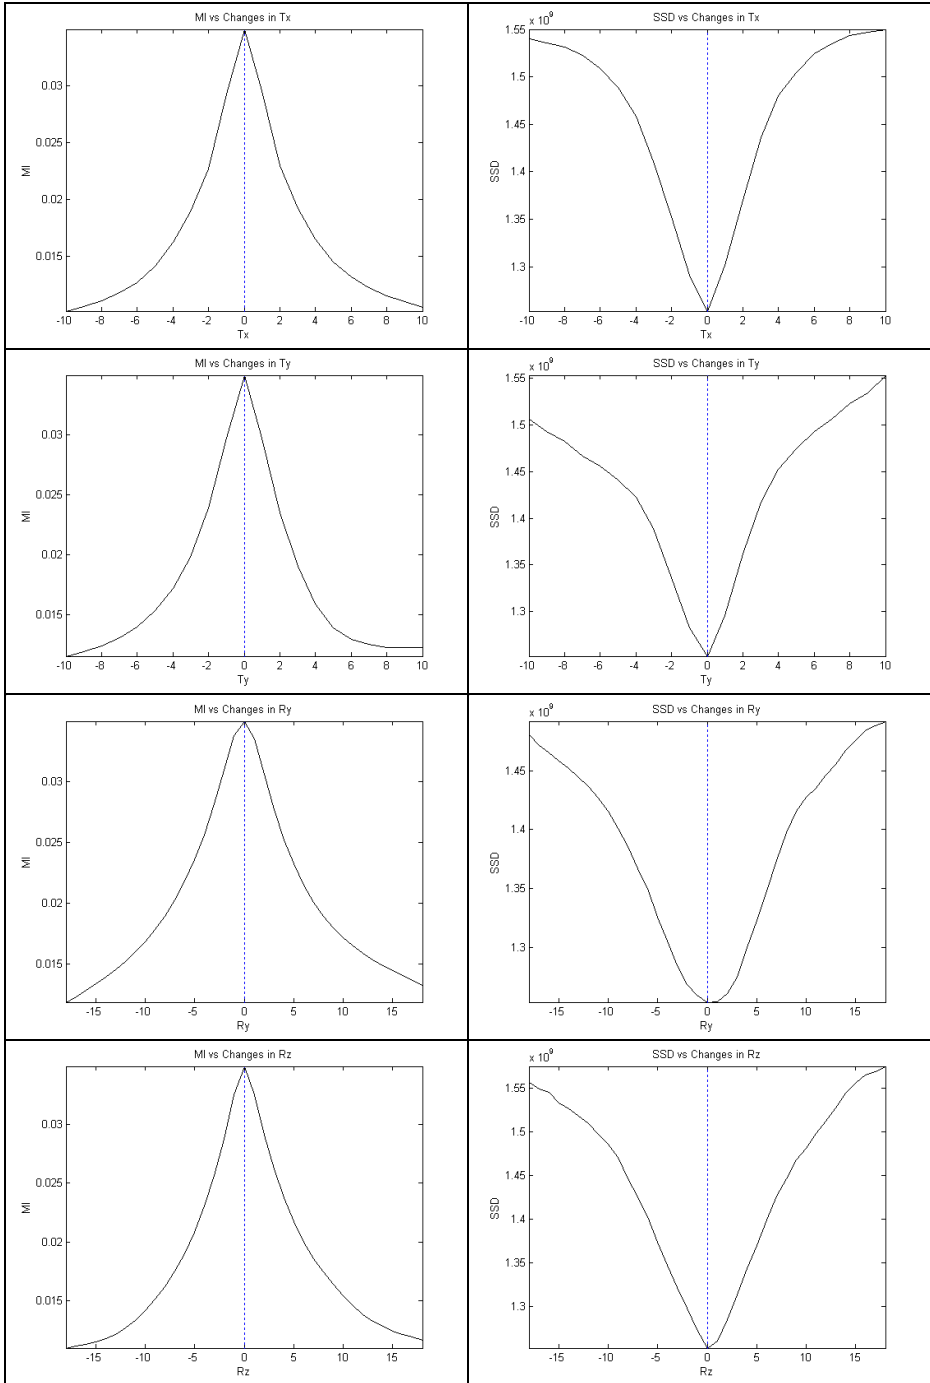 MI vs Changes in Tx
0.03
0.025
0.02
0.015
MI
-10 -8 -6 -4 -2 0 2 4 6 8 10
Tx
SSD vs Changes in Tx
x 10^9
1.55
1.5
1.45
1.4
1.35
1.3
SSD
-10 -8 -6 -4 -2 0 2 4 6 8 10
Tx
MI vs Changes in Ty
0.03
0.025
0.02
0.015
MI
-10 -8 -6 -4 -2 0 2 4 6 8 10
Ty
SSD vs Changes in Ty
x 10^9
1.55
1.5
1.45
1.4
1.35
1.3
SSD
-10 -8 -6 -4 -2 0 2 4 6 8 10
Ty
MI vs Changes in Ry
0.03
0.025
0.02
0.015
MI
-15 -10 -5 0 5 10 15
Ry
SSD vs Changes in Ry
x 10^9
1.45
1.4
1.35
1.3
SSD
-15 -10 -5 0 5 10 15
Ry
MI vs Changes in Rz
0.03
0.025
0.02
0.015
MI
-15 -10 -5 0 5 10 15
Rz
SSD vs Changes in Rz
x 10^9
1.55
1.5
1.45
1.4
1.35
1.3
SSD
-15 -10 -5 0 5 10 15
Rz